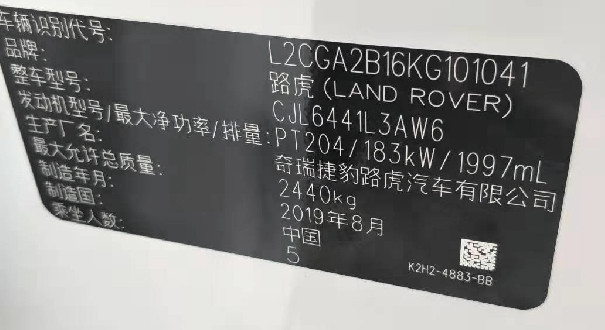 车辆识别代号: L2CGA2B16KG101041
品牌: 路虎(LAND ROVER)
整车型号: CJL6441L3AW6
发动机型号/最大净功率/排量: PT204/183kW/1997mL
生产厂名: 奇瑞捷豹路虎汽车有限公司
最大允许总质量: 2440kg
制造年月: 2019年8月
制造国: 中国
乘坐人数: 5
K2H2-4883-BB